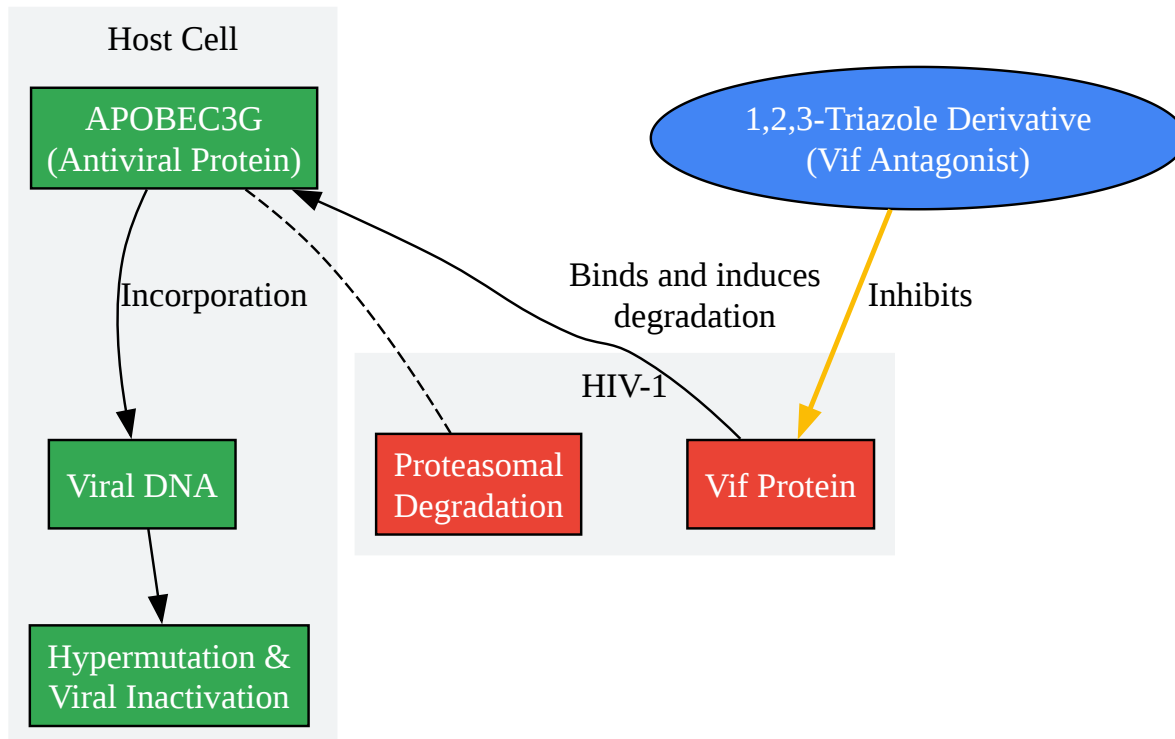 Host Cell
APOBEC3G
(Antiviral Protein)
1,2,3-Triazole Derivative
(Vif Antagonist)
Incorporation
Binds and induces
degradation
Inhibits
HIV-1
Viral DNA
Proteasomal
Degradation
Vif Protein
Hypermutation &
Viral Inactivation